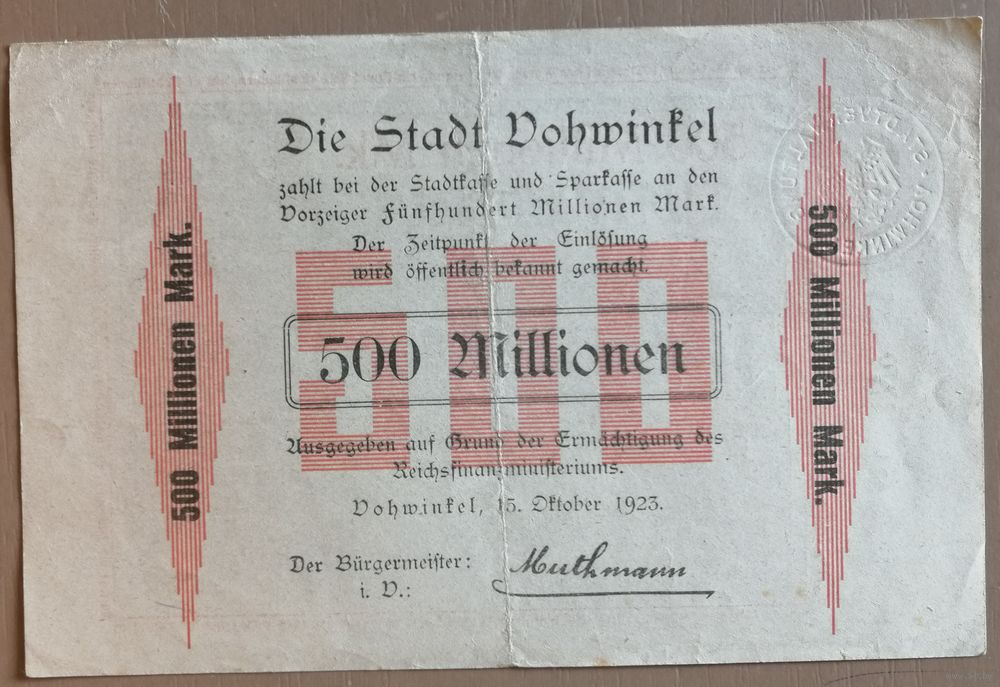 Die Stadt Vohwinkel
zahlt bei der Stadtkasse und Sparkasse an den
Vorzeiger Fünfhundert Millionen Mark.
Der Zeitpunkt der Einlösung
wird öffentlich bekannt gemacht.
500
500 Millionen
Ausgegeben auf Grund der Ermächtigung des
Reichsfinanzministeriums.
Vohwinkel, 15. Oktober 1923.
Der Bürgermeister:
i. V.:
Muthmann
500 Millionen Mark.
500 Millionen Mark.